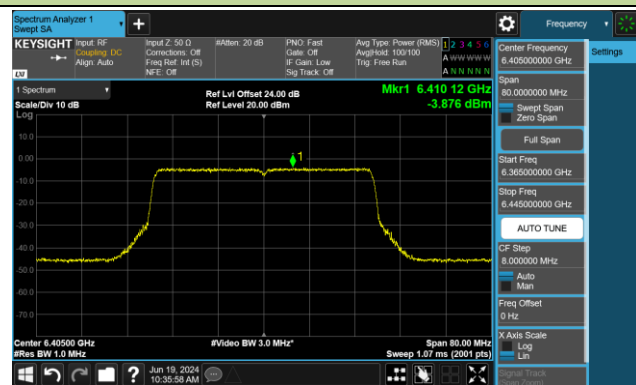 Spectrum Analyzer 1
Swept SA
+
Frequency
KEYSIGHT
Input: RF
Coupling: DC
Align: Auto
Input Z: 50 Ω
Corrections: Off
Freq Ref: Int (S)
NFE: Off
#Atten: 20 dB
PNO: Fast
Gate: Off
IF Gain: Low
Sig Track: Off
Avg Type: Power (RMS)
Avg|Hold: 100/100
Trig: Free Run
1 2 3 4 5 6
A W W W W W
A N N N N N
LXI
Center Frequency
6.405000000 GHz
Settings
Span
80.0000000 MHz
Swept Span
Zero Span
Full Span
Start Freq
6.365000000 GHz
Stop Freq
6.445000000 GHz
AUTO TUNE
CF Step
8.000000 MHz
Auto
Man
Freq Offset
0 Hz
X Axis Scale
Log
Lin
Signal Track
1 Spectrum
Scale/Div 10 dB
Log
Ref Lvl Offset 24.00 dB
Ref Level 20.00 dBm
Mkr1 6.410 12 GHz
-3.876 dBm
10.0
0.00
-10.0
-20.0
-30.0
-40.0
-50.0
-60.0
-70.0
1
Center 6.40500 GHz
#Res BW 1.0 MHz
#Video BW 3.0 MHz*
Span 80.00 MHz
Sweep 1.07 ms (2001 pts)
?
Jun 19, 2024
10:35:58 AM